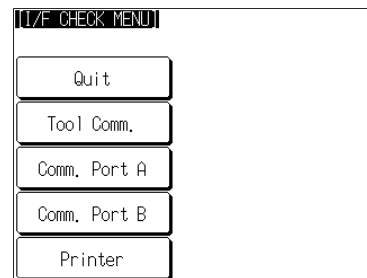 [I/F CHECK MENU]
Quit
Tool Comm.
Comm. Port A
Comm. Port B
Printer